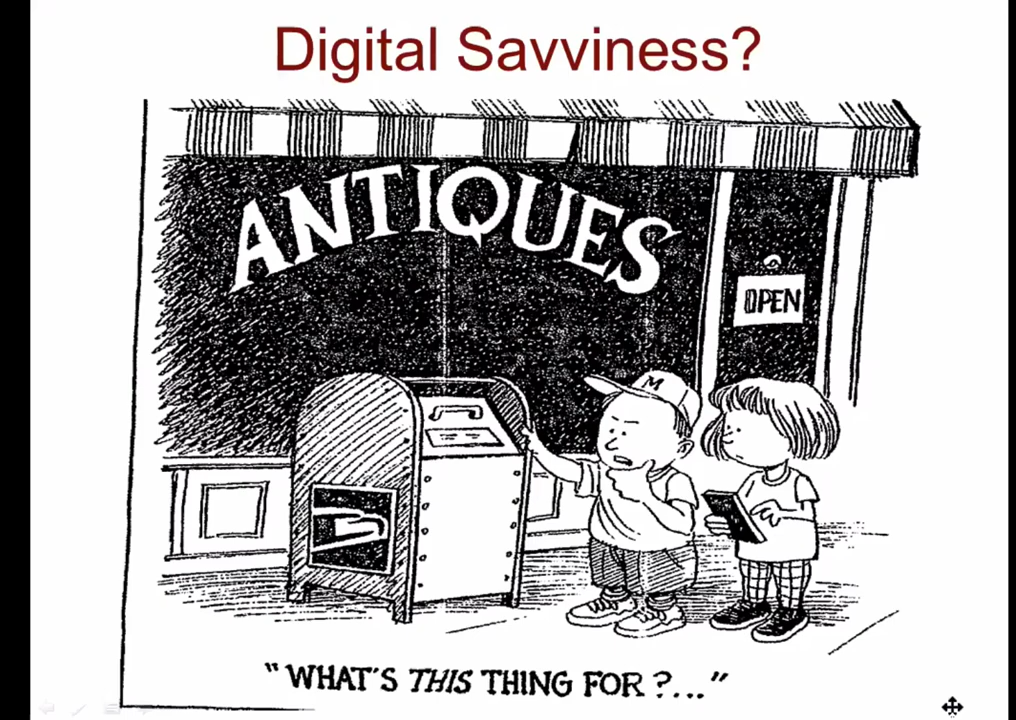 Digital Savviness?
ANTIQUES
OPEN
M
"WHAT'S THIS THING FOR?..."